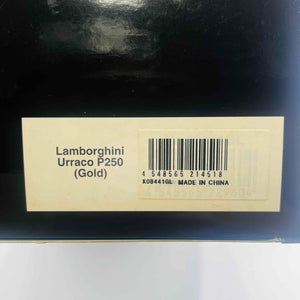 Lamborghini
Urraco P250
(Gold)
4 548565 214518
K08441GL MADE IN CHINA